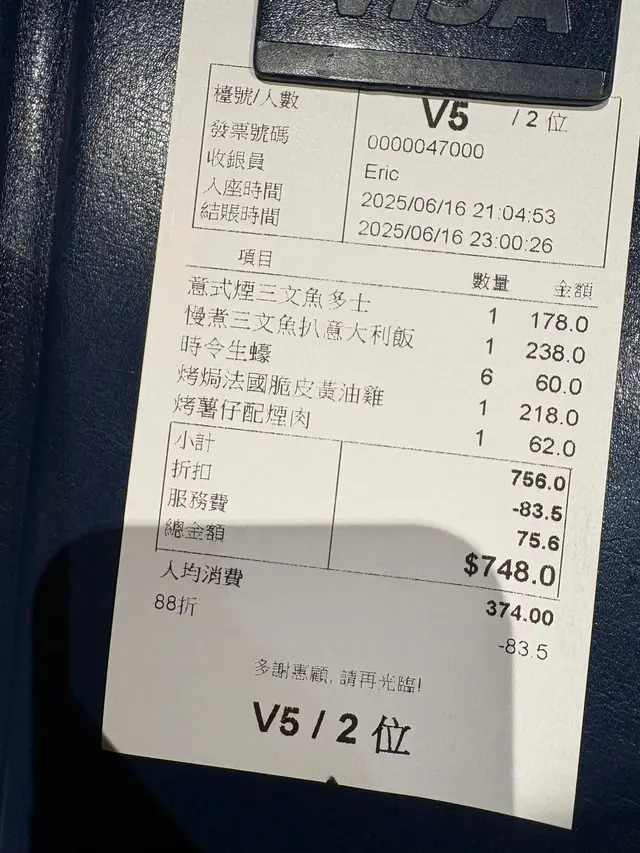 VISA
檯號/人數 V5 / 2 位
發票號碼 0000047000
收銀員 Eric
入座時間 2025/06/16 21:04:53
結賬時間 2025/06/16 23:00:26
項目 數量 金額
意式煙三文魚多士 1 178.0
慢煮三文魚扒意大利飯 1 238.0
時令生蠔 6 60.0
烤焗法國脆皮黃油雞 1 218.0
烤薯仔配煙肉 1 62.0
小計 756.0
折扣 -83.5
服務費 75.6
總金額 $748.0
人均消費 374.00
88折 -83.5
多謝惠顧, 請再光臨!
V5 / 2 位